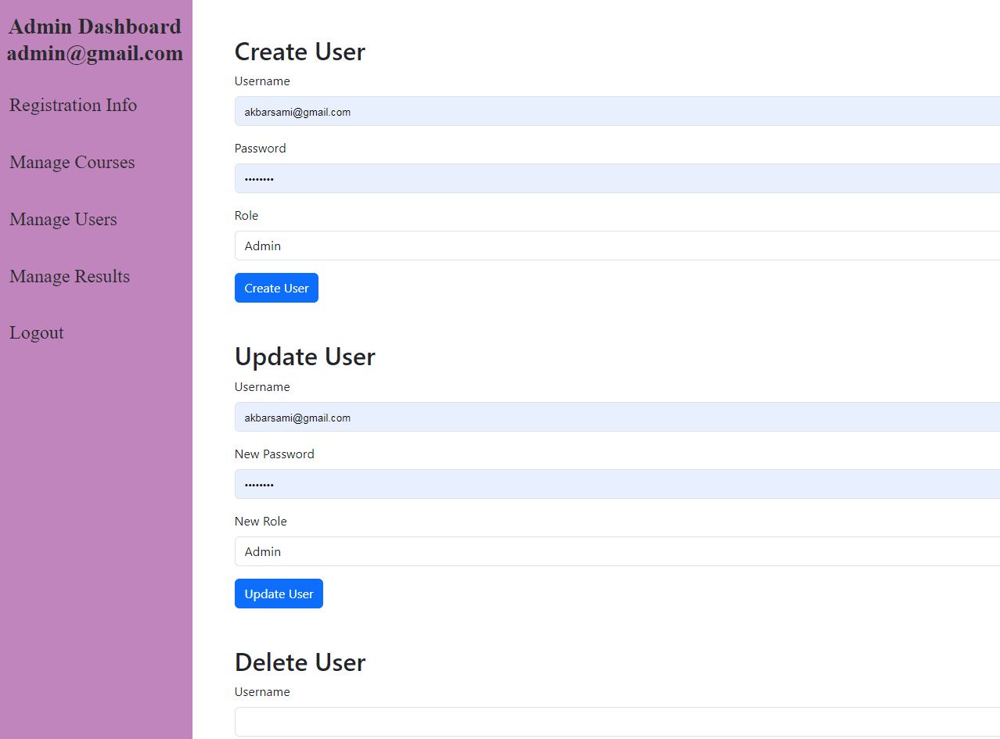 Admin Dashboard
admin@gmail.com
Registration Info
Manage Courses
Manage Users
Manage Results
Logout
Create User
Username
akbarsami@gmail.com
Password
••••••••
Role
Admin
Create User
Update User
Username
akbarsami@gmail.com
New Password
••••••••
New Role
Admin
Update User
Delete User
Username